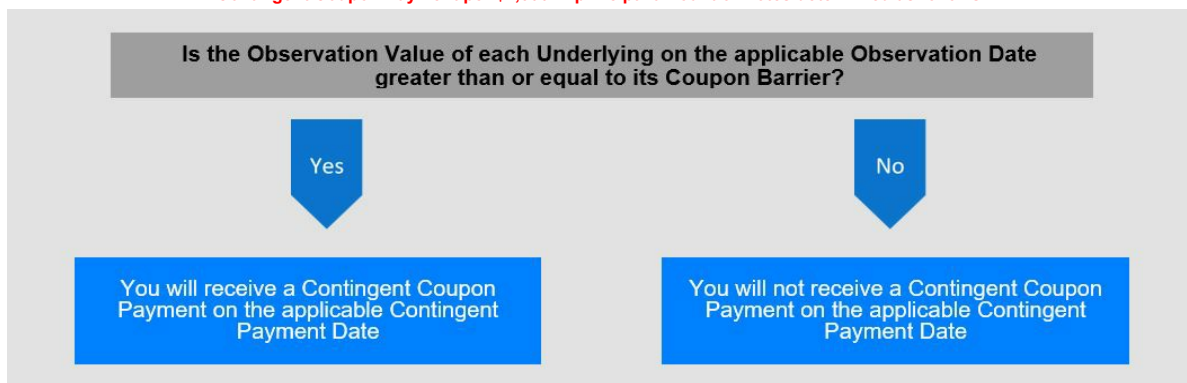 Is the Observation Value of each Underlying on the applicable Observation Date
greater than or equal to its Coupon Barrier?
Yes
No
You will receive a Contingent Coupon
Payment on the applicable Contingent
Payment Date
You will not receive a Contingent Coupon
Payment on the applicable Contingent
Payment Date